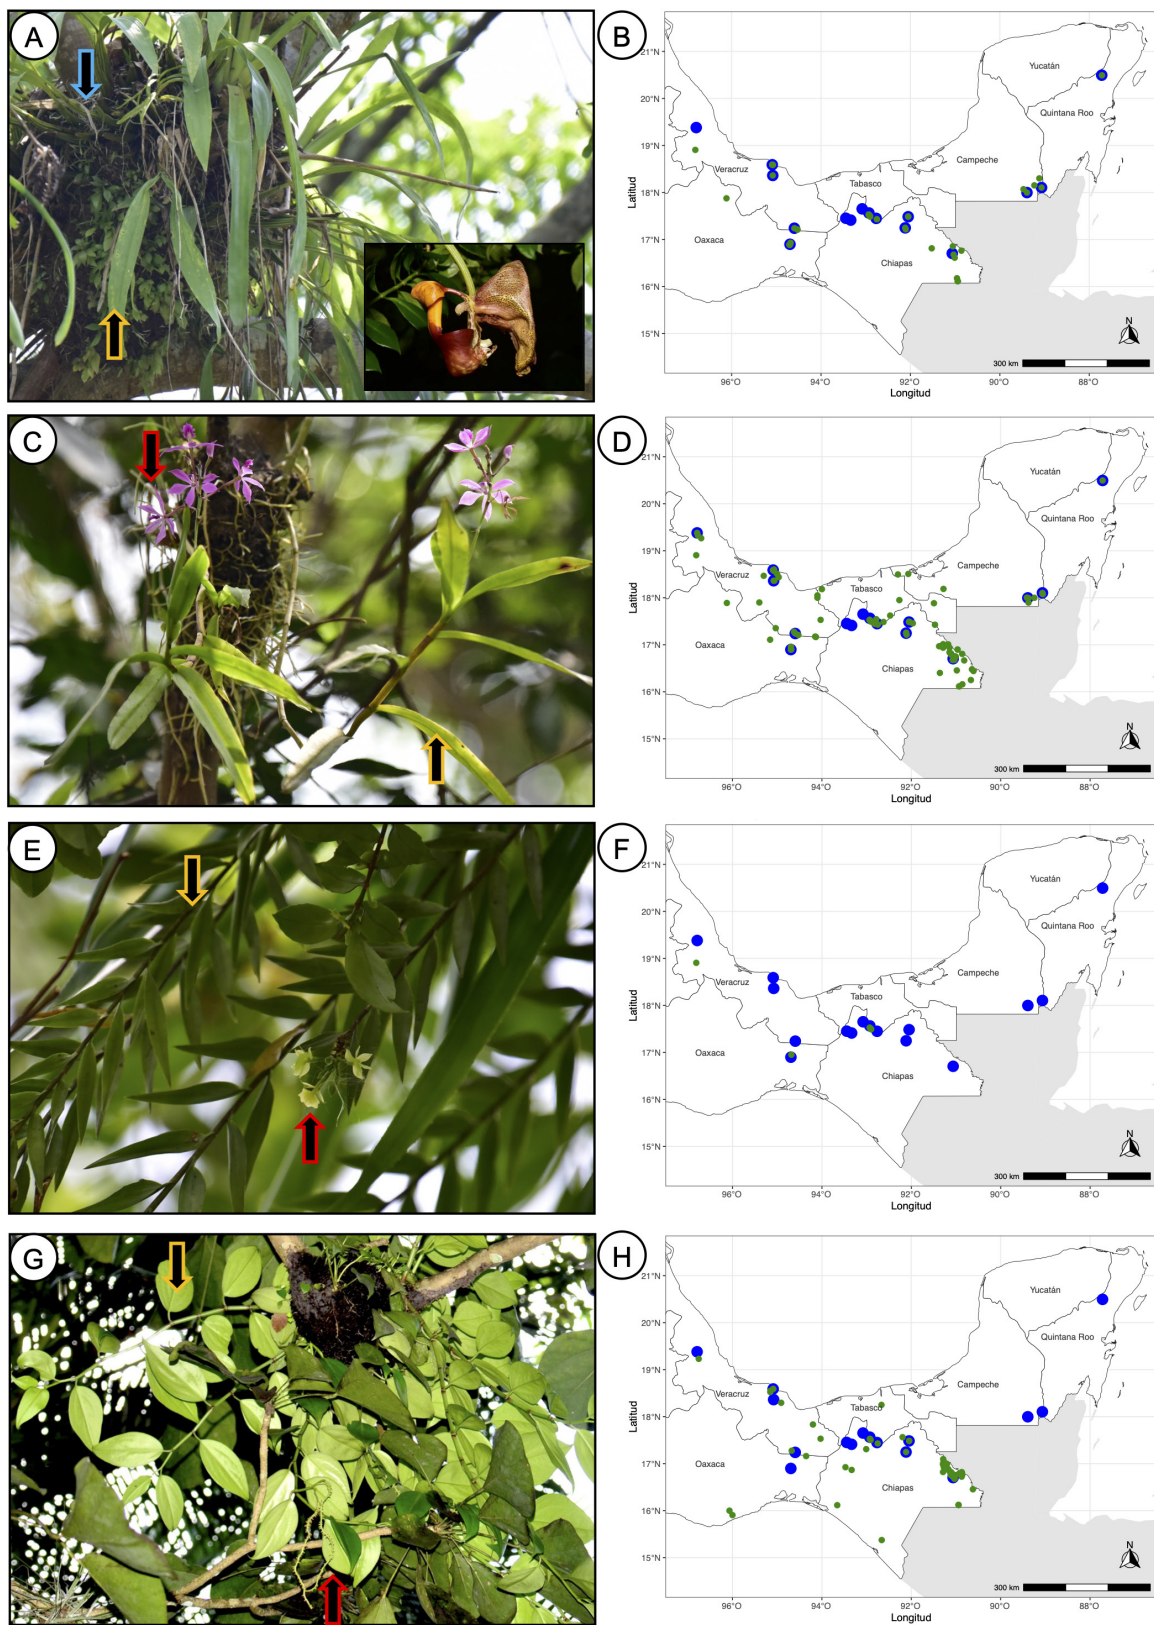 A
B
21°N
20°N
19°N
18°N
17°N
16°N
15°N
Latitud
Yucatán
Quintana Roo
Campeche
Veracruz
Tabasco
Oaxaca
Chiapas
N
300 km
96°O
94°O
92°O
90°O
88°O
Longitud
C
D
21°N
20°N
19°N
18°N
17°N
16°N
15°N
Latitud
Yucatán
Quintana Roo
Campeche
Veracruz
Tabasco
Oaxaca
Chiapas
N
300 km
96°O
94°O
92°O
90°O
88°O
Longitud
E
F
21°N
20°N
19°N
18°N
17°N
16°N
15°N
Latitud
Yucatán
Quintana Roo
Campeche
Veracruz
Tabasco
Oaxaca
Chiapas
N
300 km
96°O
94°O
92°O
90°O
88°O
Longitud
G
H
21°N
20°N
19°N
18°N
17°N
16°N
15°N
Latitud
Yucatán
Quintana Roo
Campeche
Veracruz
Tabasco
Oaxaca
Chiapas
N
300 km
96°O
94°O
92°O
90°O
88°O
Longitud